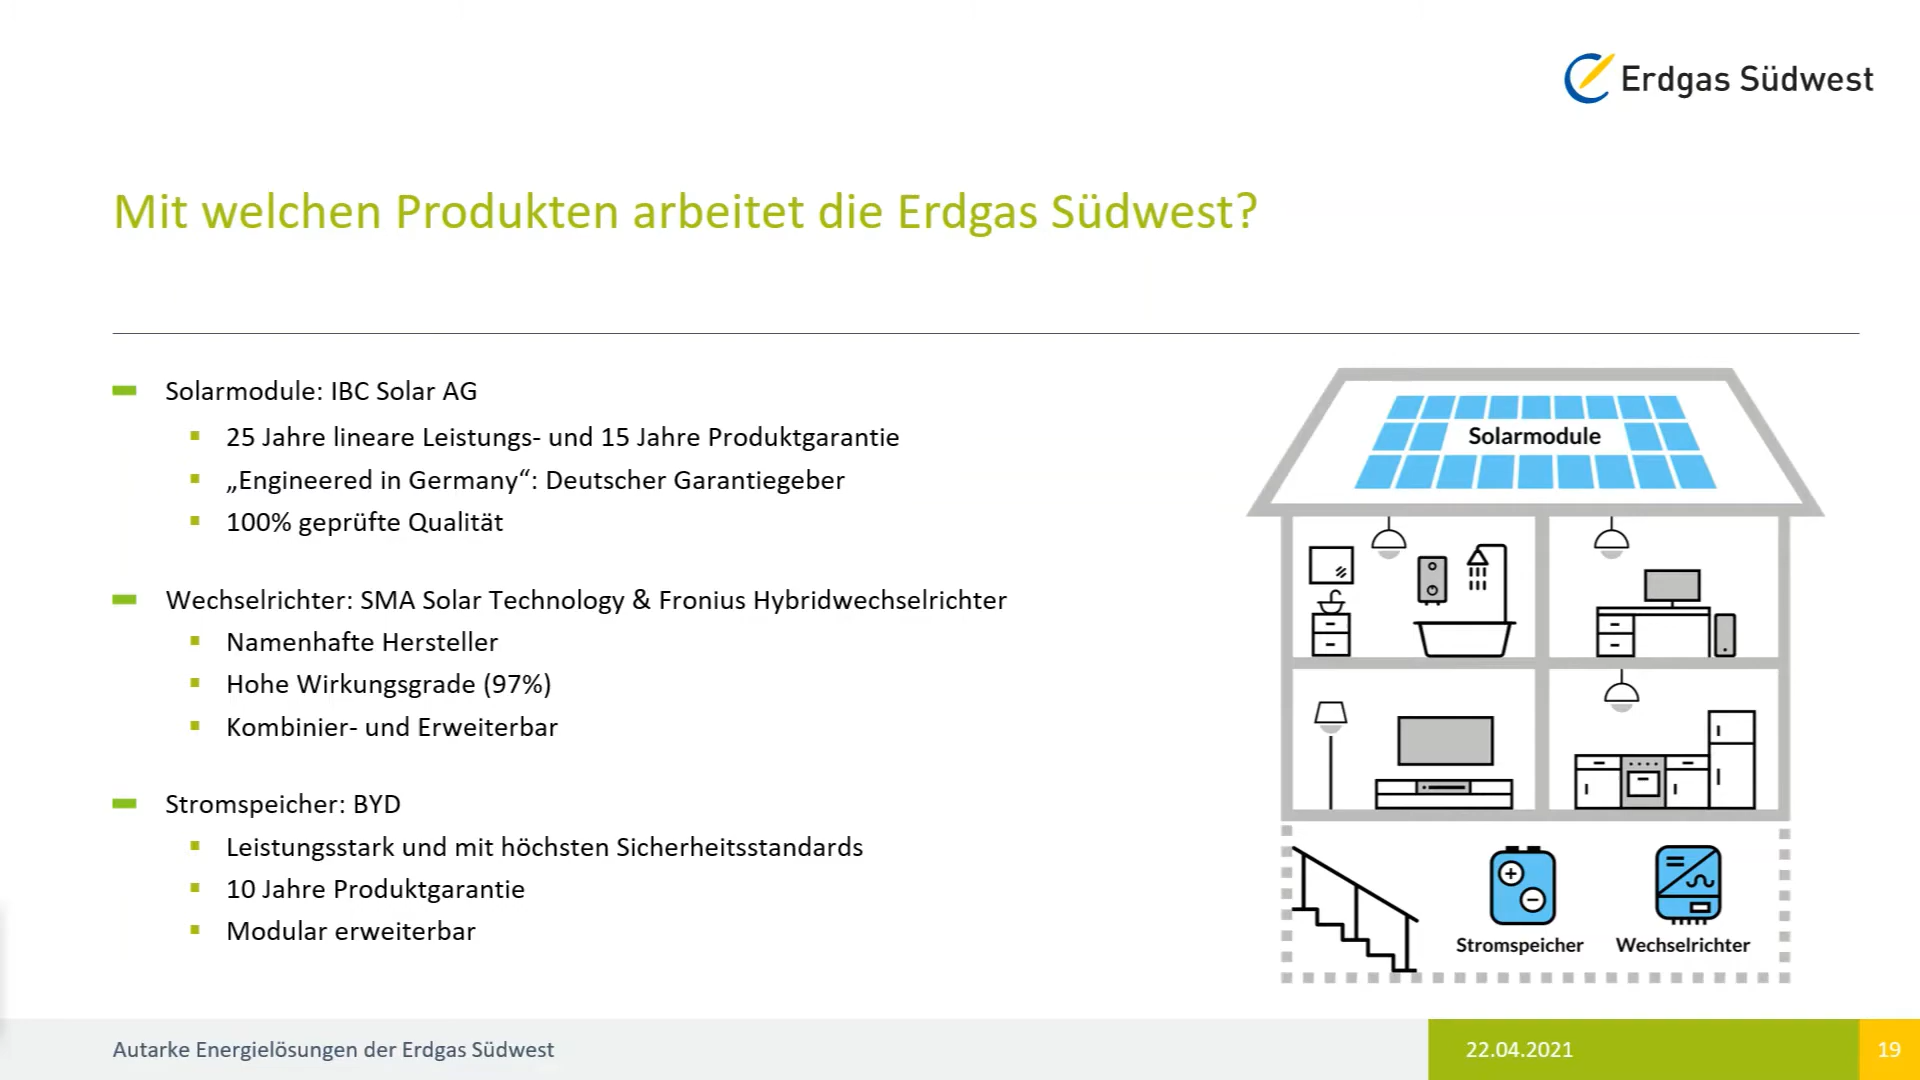 Erdgas Südwest
Mit welchen Produkten arbeitet die Erdgas Südwest?
Solarmodule: IBC Solar AG
25 Jahre lineare Leistungs- und 15 Jahre Produktgarantie
„Engineered in Germany“: Deutscher Garantiegeber
100% geprüfte Qualität
Wechselrichter: SMA Solar Technology & Fronius Hybridwechselrichter
Namenhafte Hersteller
Hohe Wirkungsgrade (97%)
Kombinier- und Erweiterbar
Stromspeicher: BYD
Leistungsstark und mit höchsten Sicherheitsstandards
10 Jahre Produktgarantie
Modular erweiterbar
Solarmodule
Stromspeicher
Wechselrichter
Autarke Energielösungen der Erdgas Südwest
22.04.2021
19